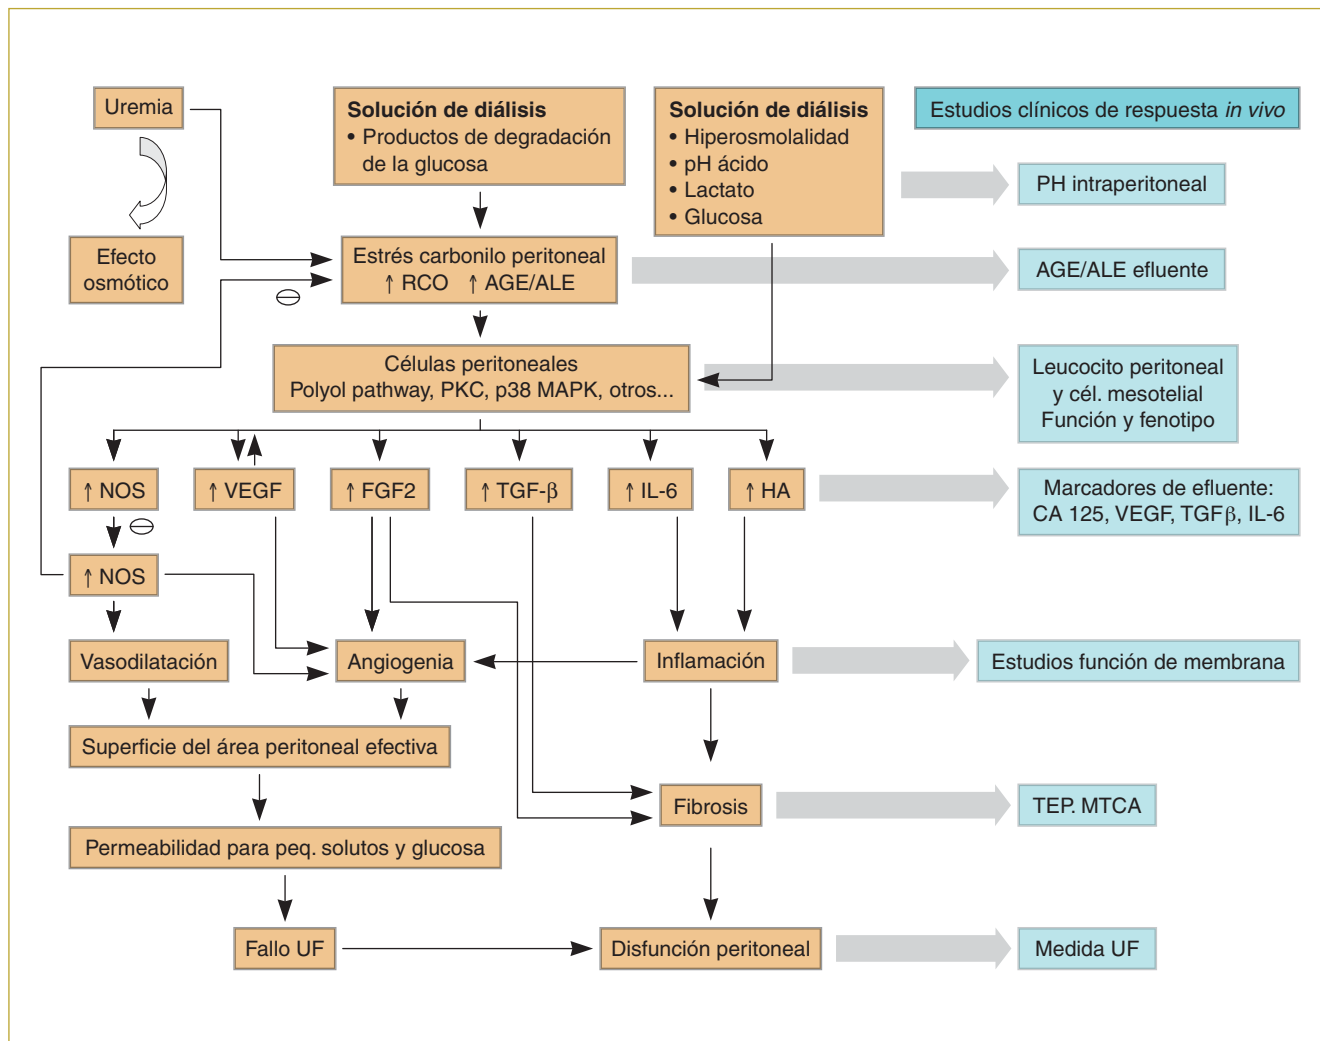 Uremia
Solución de diálisis
• Productos de degradación
de la glucosa
Solución de diálisis
• Hiperosmolalidad
• pH ácido
• Lactato
• Glucosa
Estudios clínicos de respuesta in vivo
PH intraperitoneal
Efecto
osmótico
Estrés carbonilo peritoneal
↑ RCO ↑ AGE/ALE
AGE/ALE efluente
Células peritoneales
Polyol pathway, PKC, p38 MAPK, otros...
Leucocito peritoneal
y cél. mesotelial
Función y fenotipo
↑ NOS
↑ VEGF
↑ FGF2
↑ TGF-β
↑ IL-6
↑ HA
Marcadores de efluente:
CA 125, VEGF, TGFβ, IL-6
↑ NOS
Vasodilatación
Angiogenia
Inflamación
Estudios función de membrana
Superficie del área peritoneal efectiva
Fibrosis
TEP. MTCA
Permeabilidad para peq. solutos y glucosa
Fallo UF
Disfunción peritoneal
Medida UF